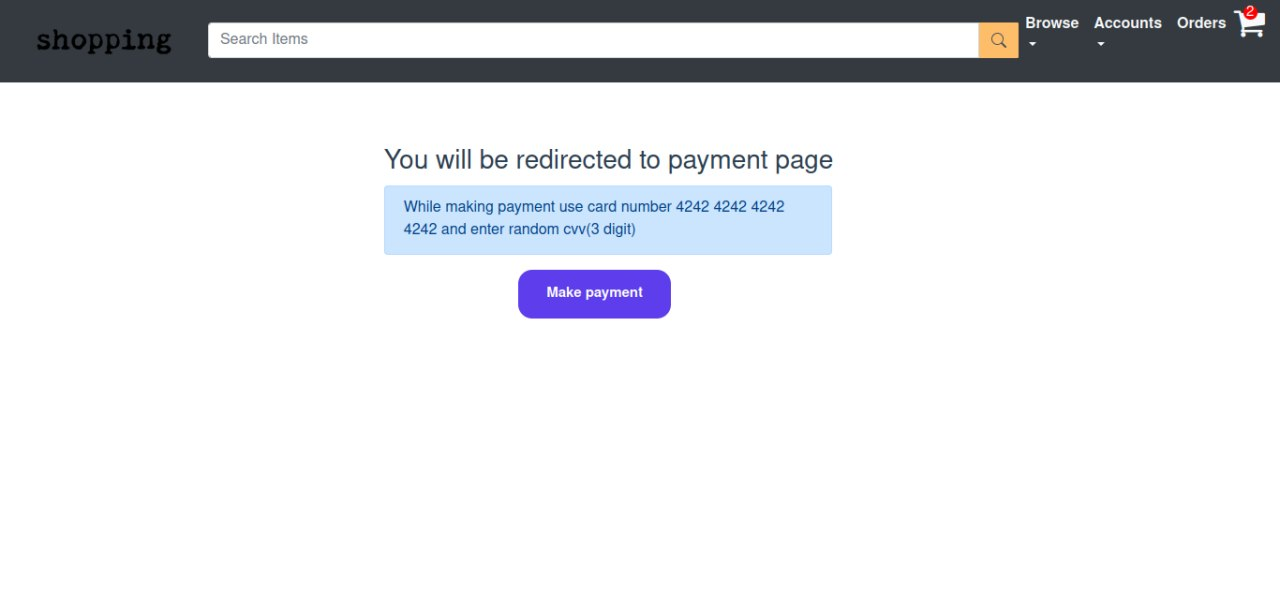 shopping
Search Items
Browse
Accounts
Orders
2
You will be redirected to payment page
While making payment use card number 4242 4242 4242
4242 and enter random cvv(3 digit)
Make payment